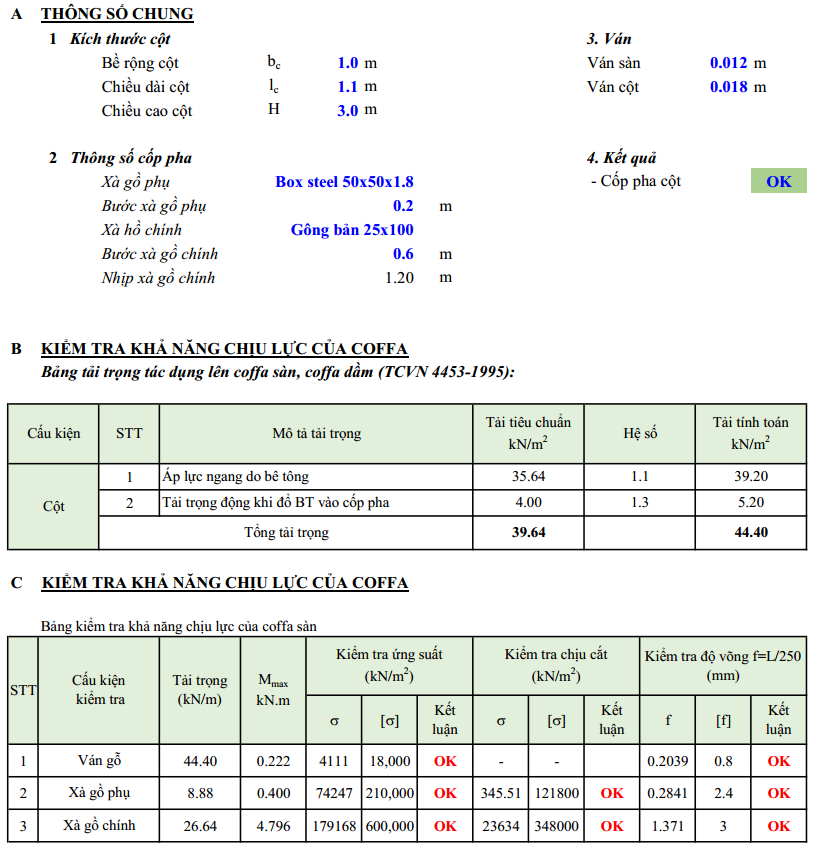 A THÔNG SỐ CHUNG
1 Kích thước cột 3. Ván
Bề rộng cột bc 1.0 m Ván sàn 0.012 m
Chiều dài cột lc 1.1 m Ván cột 0.018 m
Chiều cao cột H 3.0 m
2 Thông số cốp pha 4. Kết quả
Xà gồ phụ Box steel 50x50x1.8 - Cốp pha cột OK
Bước xà gồ phụ 0.2 m
Xà hồ chính Gông bản 25x100
Bước xà gồ chính 0.6 m
Nhịp xà gồ chính 1.20 m
B KIỂM TRA KHẢ NĂNG CHỊU LỰC CỦA COFFA
Bảng tải trọng tác dụng lên coffa sàn, coffa dầm (TCVN 4453-1995):
Cấu kiện STT Mô tả tải trọng Tải tiêu chuẩn kN/m² Hệ số Tải tính toán kN/m²
Cột
1 Áp lực ngang do bê tông 35.64 1.1 39.20
2 Tải trọng động khi đổ BT vào cốp pha 4.00 1.3 5.20
Tổng tải trọng 39.64 44.40
C KIỂM TRA KHẢ NĂNG CHỊU LỰC CỦA COFFA
Bảng kiểm tra khả năng chịu lực của coffa sàn
STT Cấu kiện kiểm tra Tải trọng (kN/m) Mmax kN.m Kiểm tra ứng suất (kN/m²) Kiểm tra chịu cắt (kN/m²) Kiểm tra độ võng f=L/250 (mm)
σ [σ] Kết luận σ [σ] Kết luận f [f] Kết luận
1 Ván gỗ 44.40 0.222 4111 18,000 OK - - 0.2039 0.8 OK
2 Xà gồ phụ 8.88 0.400 74247 210,000 OK 345.51 121800 OK 0.2841 2.4 OK
3 Xà gồ chính 26.64 4.796 179168 600,000 OK 23634 348000 OK 1.371 3 OK